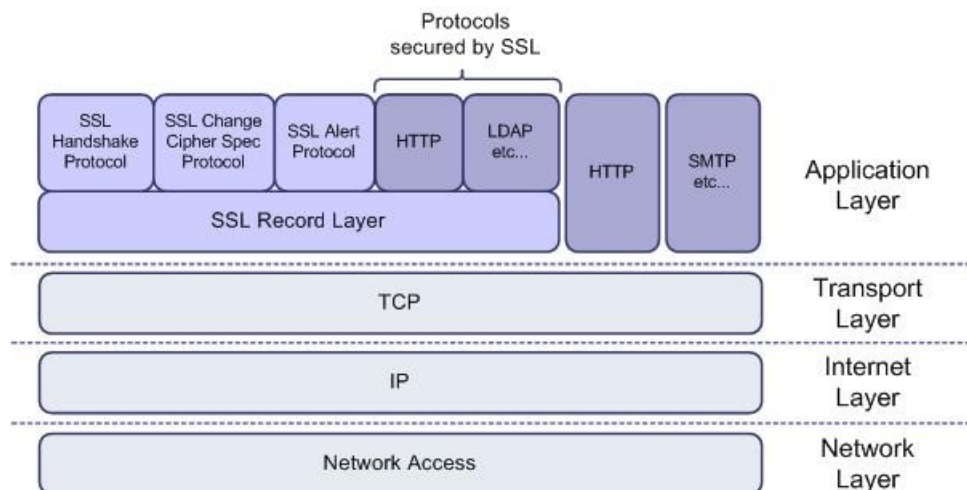 Protocols
secured by SSL
SSL
Handshake
Protocol
SSL Change
Cipher Spec
Protocol
SSL Alert
Protocol
HTTP
LDAP
etc...
HTTP
SMTP
etc...
Application
Layer
SSL Record Layer
TCP
Transport
Layer
IP
Internet
Layer
Network Access
Network
Layer